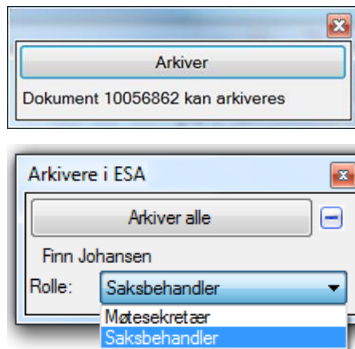 Arkiver
Dokument 10056862 kan arkiveres
Arkivere i ESA
Arkiver alle
Finn Johansen
Rolle: Saksbehandler
Møtesekretær
Saksbehandler